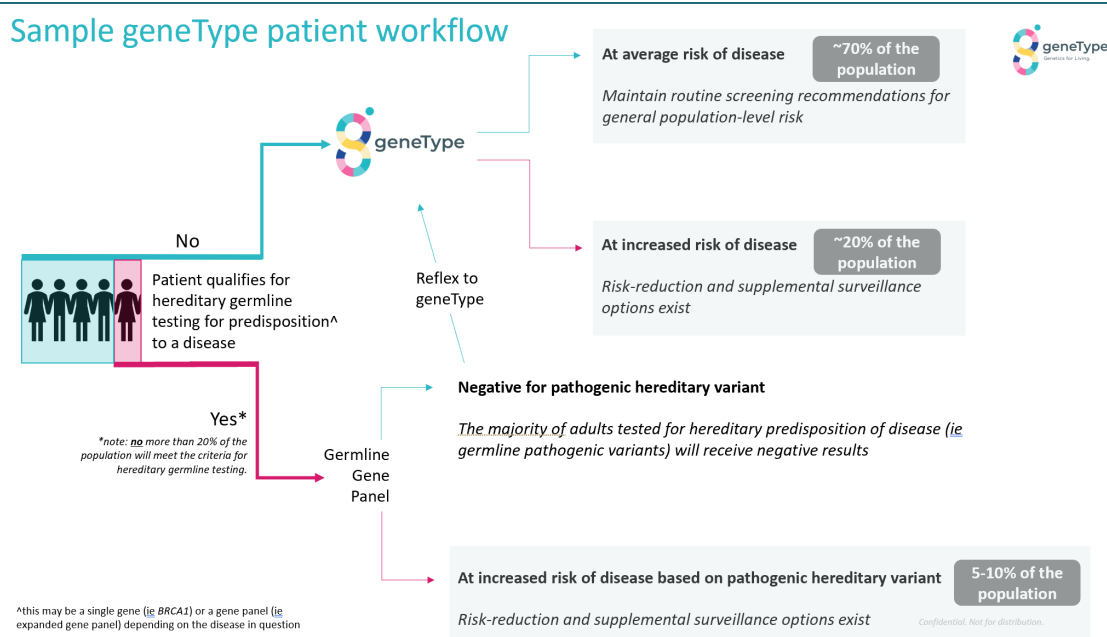 Sample geneType patient workflow
geneType
Genetics for Living.
At average risk of disease
~70% of the
population
Maintain routine screening recommendations for
general population-level risk
geneType
No
At increased risk of disease
~20% of the
population
Risk-reduction and supplemental surveillance
options exist
Patient qualifies for
hereditary germline
testing for predisposition^
to a disease
Reflex to
geneType
Negative for pathogenic hereditary variant
The majority of adults tested for hereditary predisposition of disease (ie
germline pathogenic variants) will receive negative results
Yes*
*note: no more than 20% of the
population will meet the criteria for
hereditary germline testing.
Germline
Gene
Panel
At increased risk of disease based on pathogenic hereditary variant
5-10% of the
population
Risk-reduction and supplemental surveillance options exist
Confidential. Not for distribution.
^this may be a single gene (ie BRCA1) or a gene panel (ie
expanded gene panel) depending on the disease in question